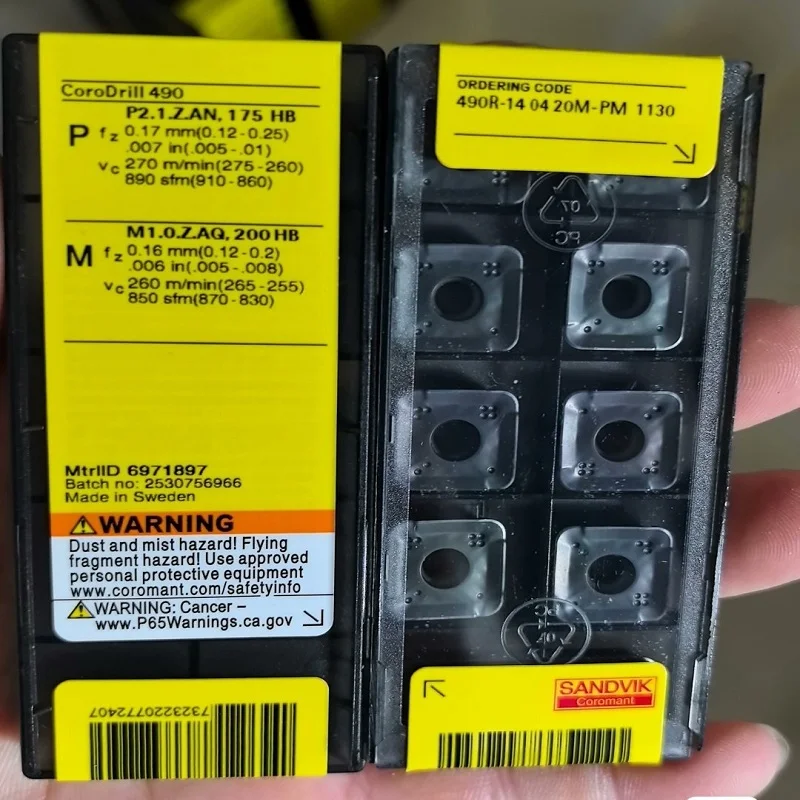 CoroDrill 490
P2.1.Z.AN, 175 HB
P fz 0.17 mm(0.12-0.25)
.007 in(.005-.01)
vc 270 m/min(275-260)
890 sfm(910-860)
M1.0.Z.AQ, 200 HB
M fz 0.16 mm(0.12-0.2)
.006 in(.005-.008)
vc 260 m/min(265-255)
850 sfm(870-830)
MtrlID 6971897
Batch no: 2530756966
Made in Sweden
⚠WARNING
Dust and mist hazard! Flying
fragment hazard! Use approved
personal protective equipment
www.coromant.com/safetyinfo
⚠WARNING: Cancer –
www.P65Warnings.ca.gov
7323220772407
ORDERING CODE
490R-14 04 20M-PM 1130
07
PC
PC
07
SANDVIK
Coromant